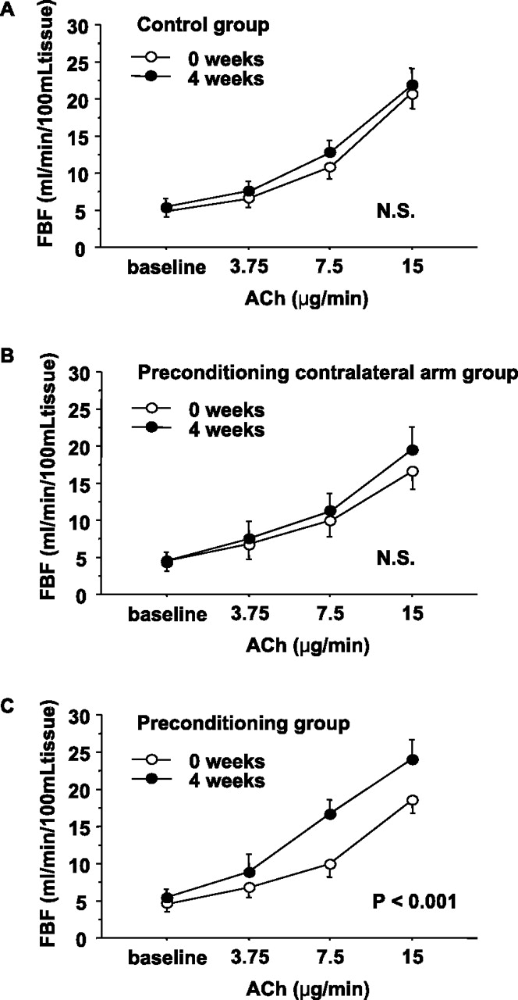 A
Control group
0 weeks
4 weeks
FBF (ml/min/100mLtissue)
30
25
20
15
10
5
0
N.S.
baseline 3.75 7.5 15
ACh (μg/min)
B
Preconditioning contralateral arm group
0 weeks
4 weeks
FBF (ml/min/100mLtissue)
30
25
20
15
10
5
0
N.S.
baseline 3.75 7.5 15
ACh (μg/min)
C
Preconditioning group
0 weeks
4 weeks
FBF (ml/min/100mLtissue)
30
25
20
15
10
5
0
P < 0.001
baseline 3.75 7.5 15
ACh (μg/min)